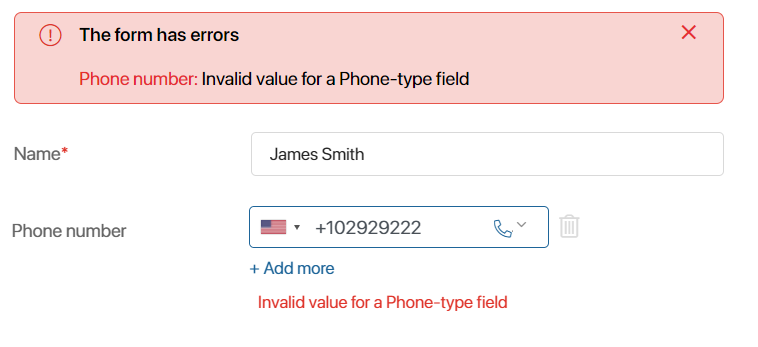 The form has errors
Phone number: Invalid value for a Phone-type field
Name*
James Smith
Phone number
+102929222
+ Add more
Invalid value for a Phone-type field